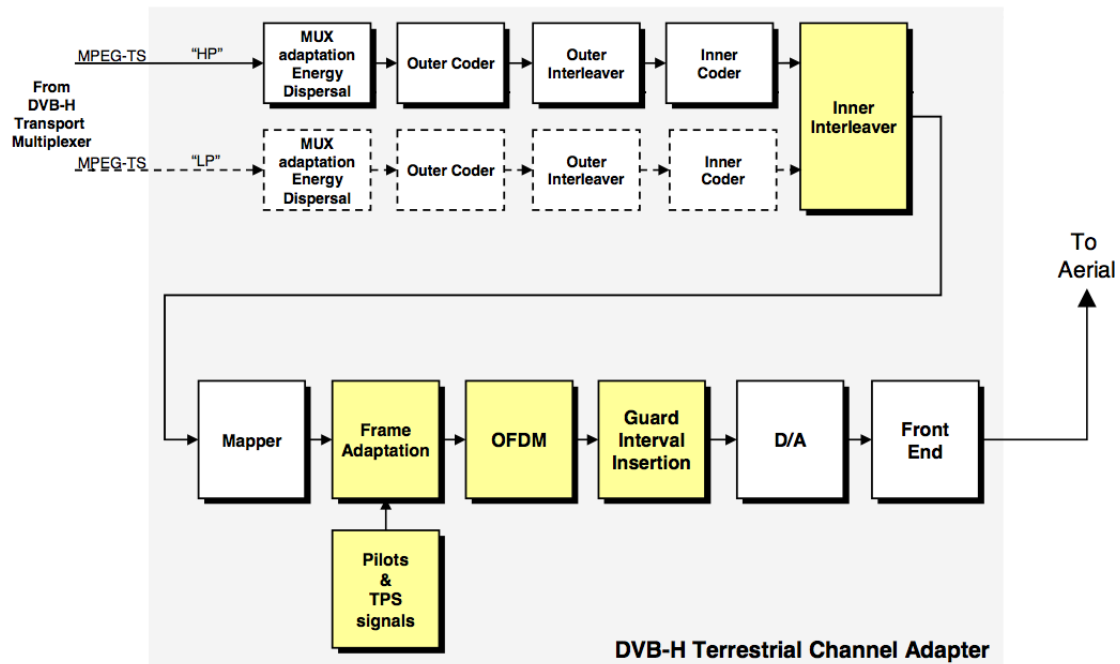 MPEG-TS
"HP"
From
DVB-H
Transport
Multiplexer
MPEG-TS
"LP"
MUX
adaptation
Energy
Dispersal
Outer Coder
Outer
Interleaver
Inner
Coder
Inner
Interleaver
MUX
adaptation
Energy
Dispersal
Outer Coder
Outer
Interleaver
Inner
Coder
To
Aerial
Mapper
Frame
Adaptation
OFDM
Guard
Interval
Insertion
D/A
Front
End
Pilots
&
TPS
signals
DVB-H Terrestrial Channel Adapter